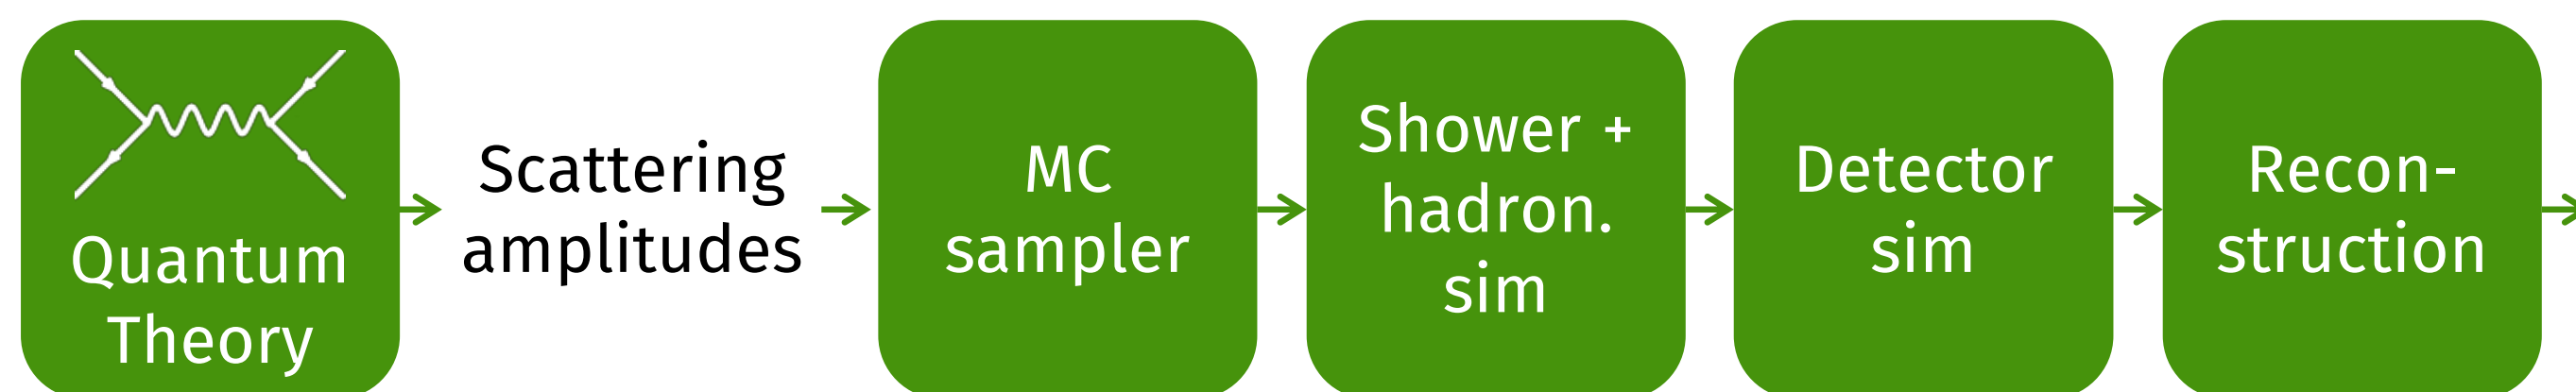 Quantum
Theory
Scattering
amplitudes
MC
sampler
Shower +
hadron.
sim
Detector
sim
Recon-
struction